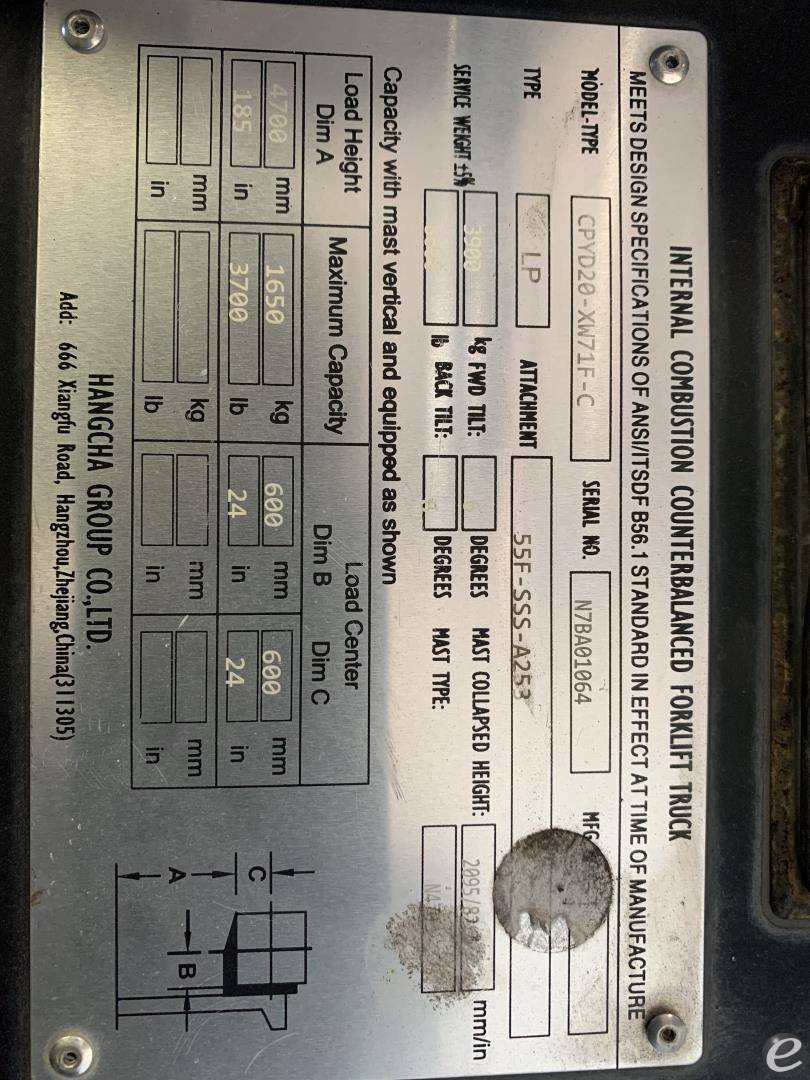 INTERNAL COMBUSTION COUNTERBALANCED FORKLIFT TRUCK
MEETS DESIGN SPECIFICATIONS OF ANSI/ITSDF B56.1 STANDARD IN EFFECT AT TIME OF MANUFACTURE
MODEL-TYPE CPYD20-XW71F-C SERIAL NO. N7BA01064 MFG
TYPE LP ATTACHMENT 55F-SSS-A253
SERVICE WEIGHT ±5% 3900 kg FWD TILT: DEGREES MAST COLLAPSED HEIGHT: 2095/83 mm/in
lb BACK TILT: DEGREES MAST TYPE:
Capacity with mast vertical and equipped as shown
Load Height Maximum Capacity Load Center
Dim A Dim B Dim C
4700 mm 1650 kg 600 mm 600 mm
185 in 3700 lb 24 in 24 in
mm kg mm mm
in lb in in
C
A
B
HANGCHA GROUP CO.,LTD.
Add: 666 Xiangfu Road, Hangzhou,Zhejiang,China(311305)
e